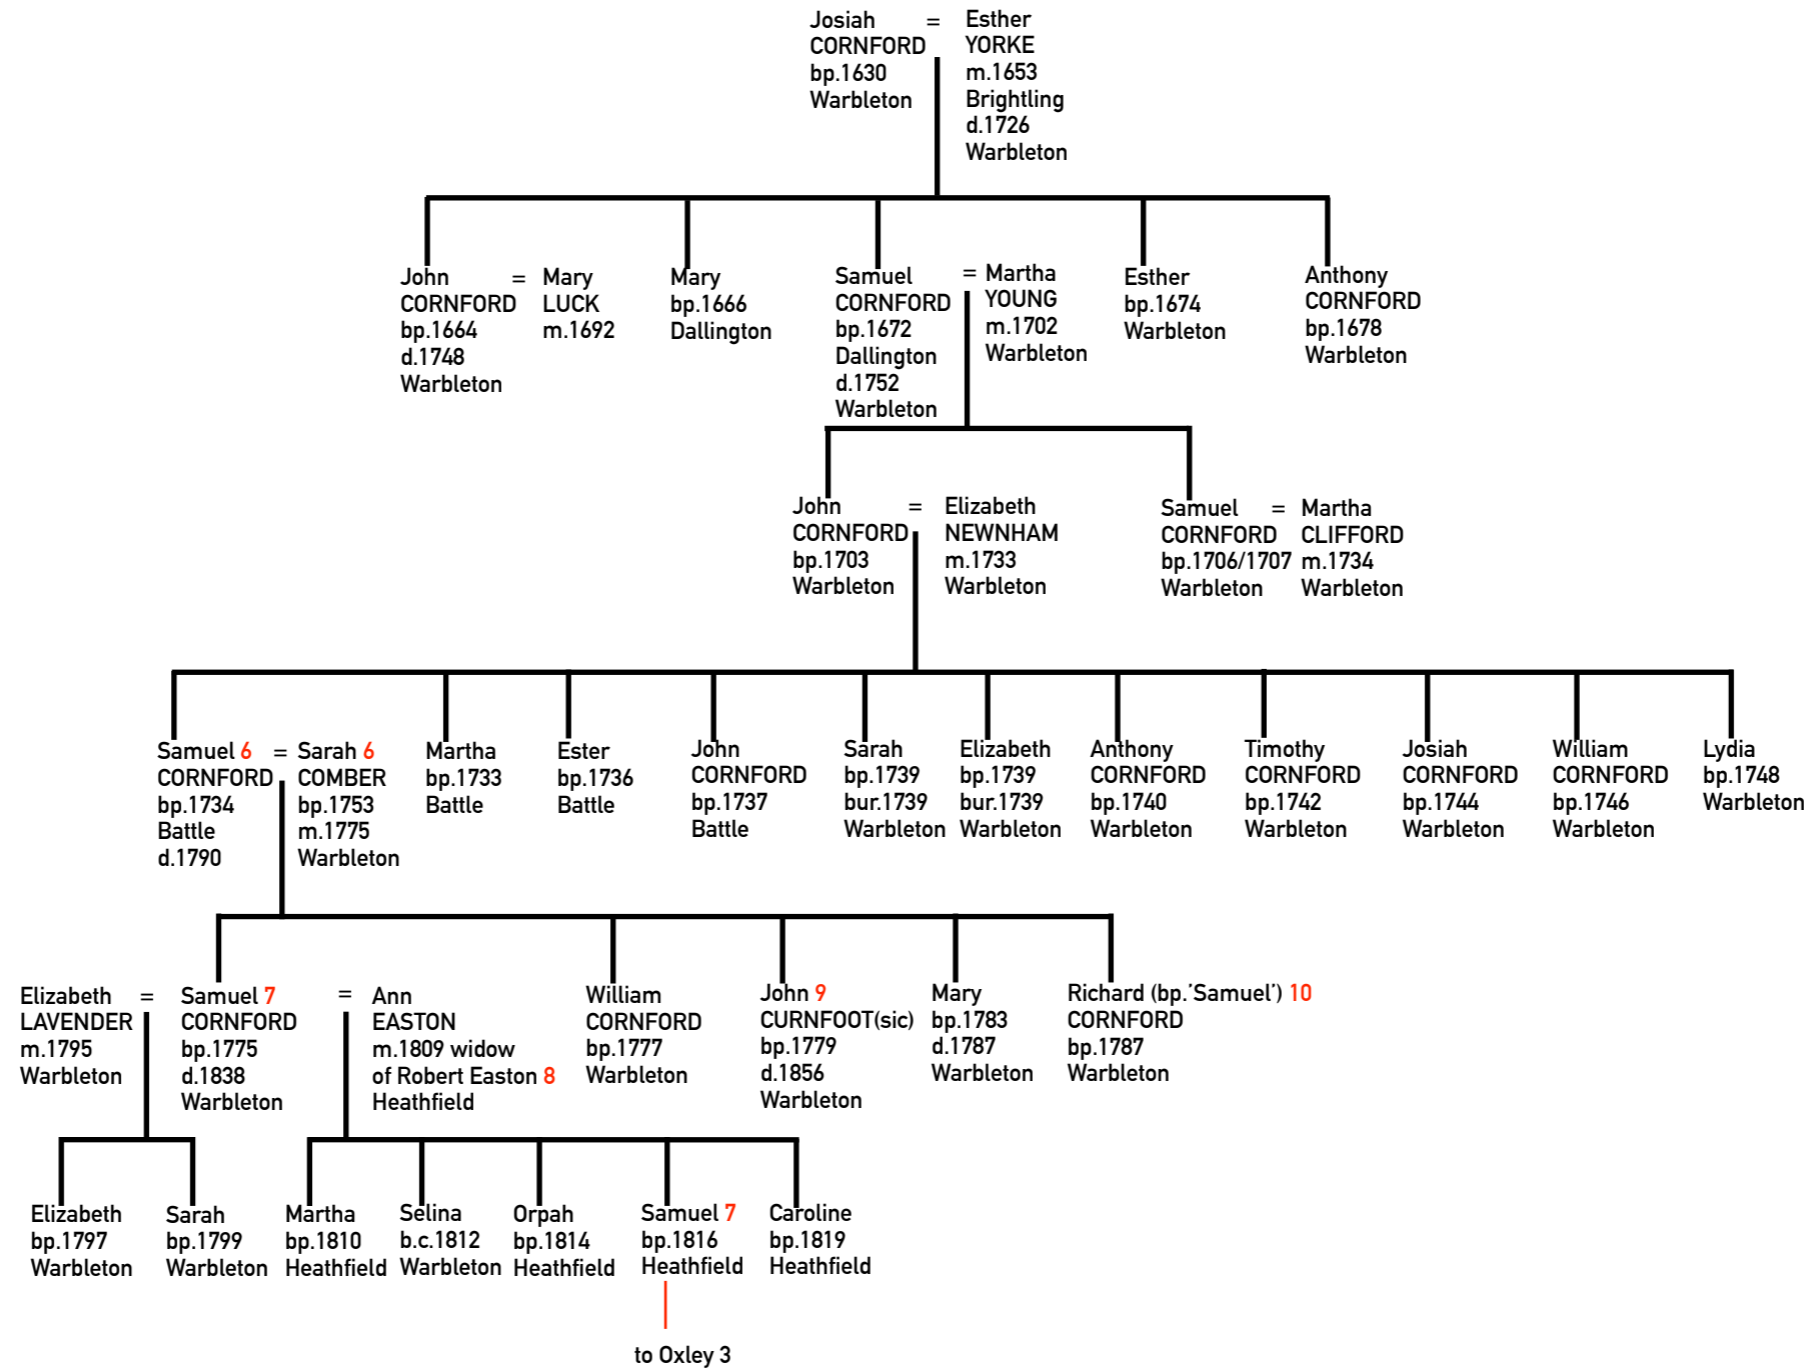 Josiah = Esther
CORNFORD YORKE
bp.1630 m.1653
Warbleton Brightling
d.1726
Warbleton
John = Mary
CORNFORD LUCK
bp.1664 m.1692
d.1748
Warbleton
Mary
bp.1666
Dallington
Samuel = Martha
CORNFORD YOUNG
bp.1672 m.1702
Dallington Warbleton
d.1752
Warbleton
Esther
bp.1674
Warbleton
Anthony
CORNFORD
bp.1678
Warbleton
John = Elizabeth
CORNFORD NEWNHAM
bp.1703 m.1733
Warbleton Warbleton
Samuel = Martha
CORNFORD CLIFFORD
bp.1706/1707 m.1734
Warbleton Warbleton
Samuel 6 = Sarah 6
CORNFORD COMBER
bp.1734 bp.1753
Battle m.1775
d.1790 Warbleton
Martha
bp.1733
Battle
Ester
bp.1736
Battle
John
CORNFORD
bp.1737
Battle
Sarah
bp.1739
bur.1739
Warbleton
Elizabeth
bp.1739
bur.1739
Warbleton
Anthony
CORNFORD
bp.1740
Warbleton
Timothy
CORNFORD
bp.1742
Warbleton
Josiah
CORNFORD
bp.1744
Warbleton
William
CORNFORD
bp.1746
Warbleton
Lydia
bp.1748
Warbleton
Elizabeth = Samuel 7 = Ann
LAVENDER CORNFORD EASTON
m.1795 bp.1775 m.1809 widow
Warbleton d.1838 of Robert Easton 8
Warbleton Heathfield
William
CORNFORD
bp.1777
Warbleton
John 9
CURNFOOT(sic)
bp.1779
d.1856
Warbleton
Mary
bp.1783
d.1787
Warbleton
Richard (bp.'Samuel') 10
CORNFORD
bp.1787
Warbleton
Elizabeth
bp.1797
Warbleton
Sarah
bp.1799
Warbleton
Martha
bp.1810
Heathfield
Selina
b.c.1812
Warbleton
Orpah
bp.1814
Heathfield
Samuel 7
bp.1816
Heathfield
Caroline
bp.1819
Heathfield
to Oxley 3